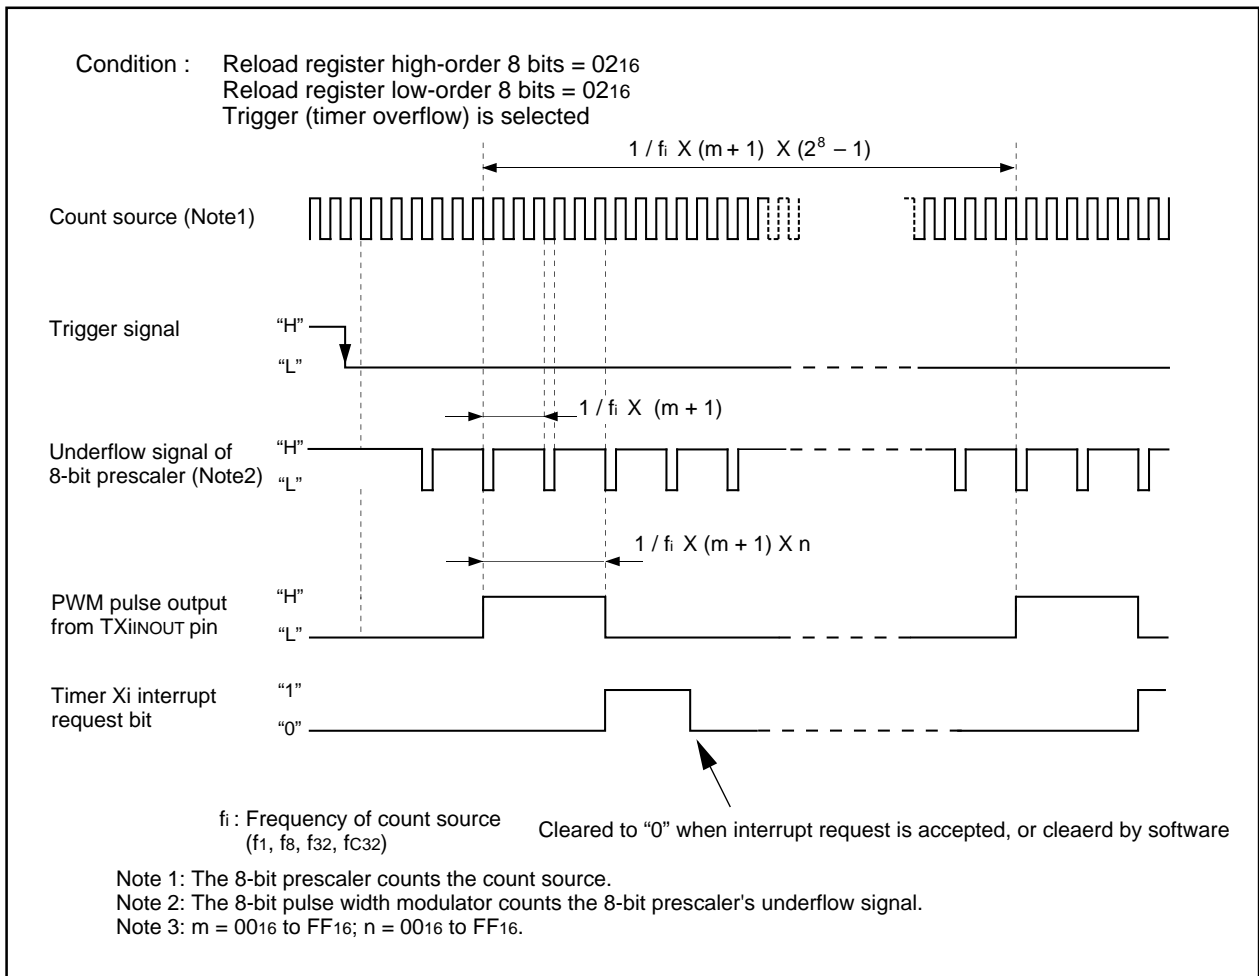 Condition : Reload register high-order 8 bits = 0216
Reload register low-order 8 bits = 0216
Trigger (timer overflow) is selected
1 / fi X (m + 1) X (2^8 – 1)
Count source (Note1)
Trigger signal
“H”
“L”
1 / fi X (m + 1)
Underflow signal of
8-bit prescaler (Note2)
“H”
“L”
1 / fi X (m + 1) X n
PWM pulse output
from TXiINOUT pin
“H”
“L”
Timer Xi interrupt
request bit
“1”
“0”
fi : Frequency of count source
(f1, f8, f32, fC32)
Cleared to “0” when interrupt request is accepted, or cleaerd by software
Note 1: The 8-bit prescaler counts the count source.
Note 2: The 8-bit pulse width modulator counts the 8-bit prescaler's underflow signal.
Note 3: m = 0016 to FF16; n = 0016 to FF16.